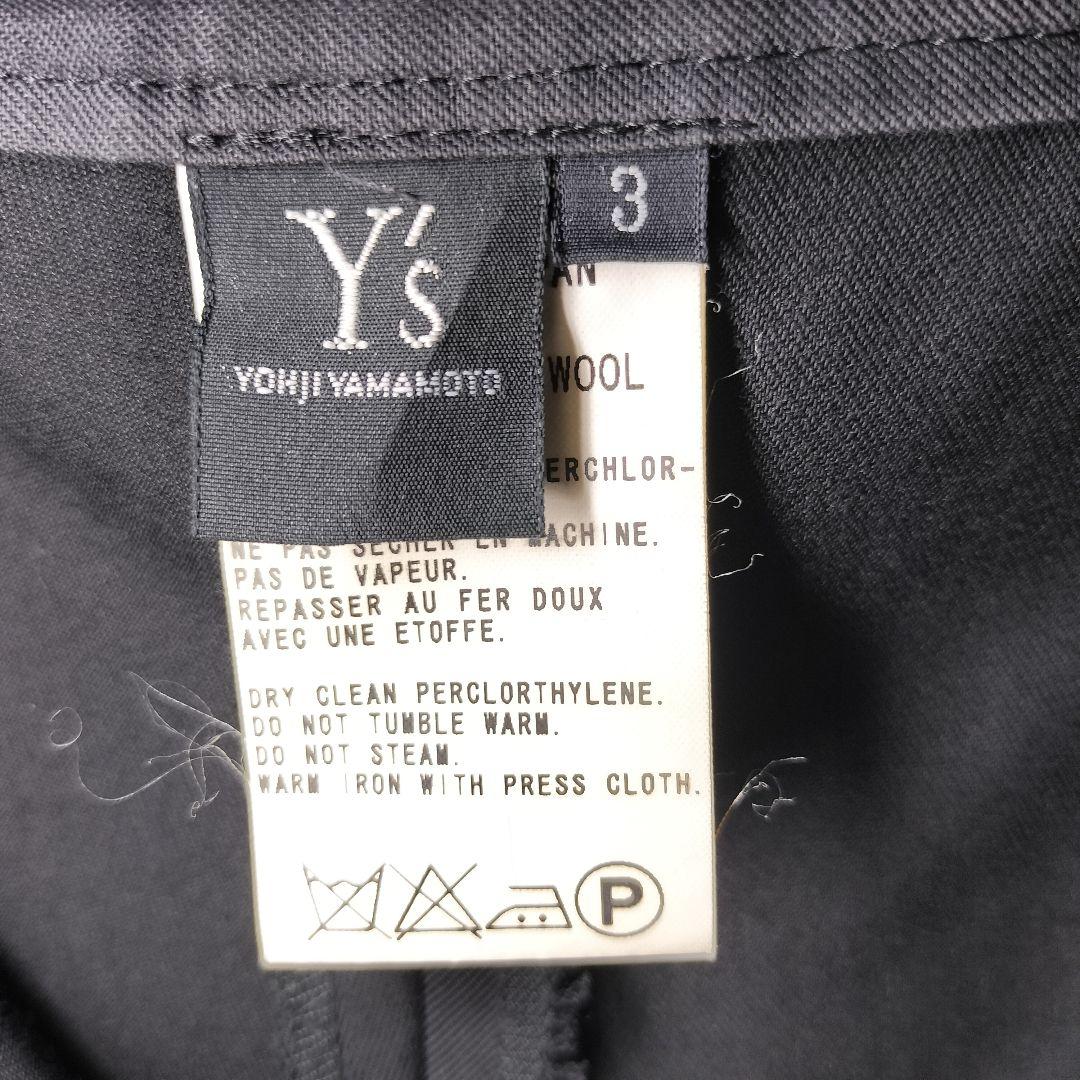 Y's
YOHJI YAMAMOTO
3
AN
WOOL
ERCHLOR-
NE PAS SECHER EN MACHINE.
PAS DE VAPEUR.
REPASSER AU FER DOUX
AVEC UNE ETOFFE.
DRY CLEAN PERCLORTHYLENE.
DO NOT TUMBLE WARM.
DO NOT STEAM.
WARM IRON WITH PRESS CLOTH.
P